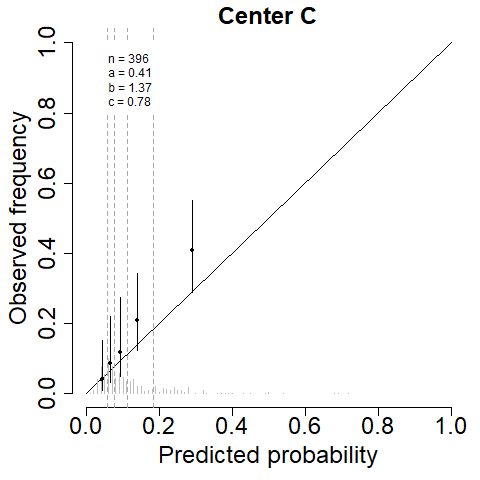 Center C
n = 396
a = 0.41
b = 1.37
c = 0.78
Observed frequency
1.0
0.8
0.6
0.4
0.2
0.0
0.0 0.2 0.4 0.6 0.8 1.0
Predicted probability